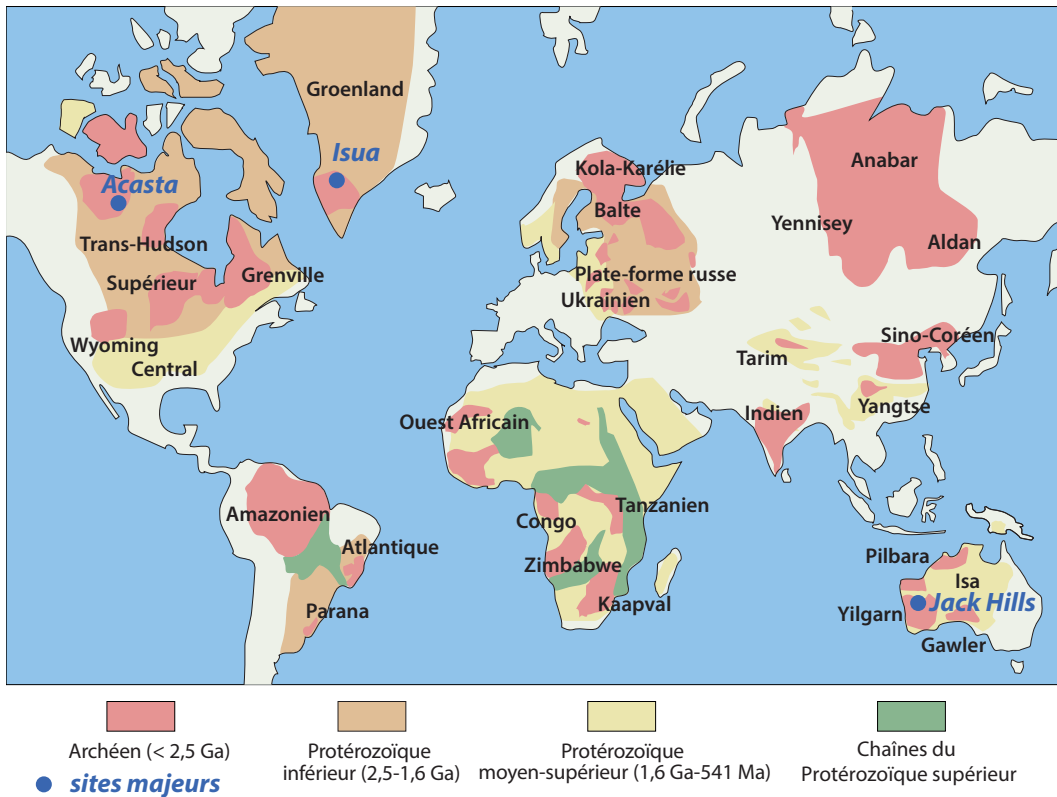 Groenland
Isua
Acasta
Kola-Karélie
Anabar
Balte
Yennisey
Aldan
Trans-Hudson
Supérieur
Grenville
Plate-forme russe
Ukrainien
Wyoming
Central
Sino-Coréen
Tarim
Yangtse
Indien
Ouest Africain
Amazonien
Congo
Tanzanien
Atlantique
Zimbabwe
Pilbara
Isa
Parana
Kaapval
Yilgarn
Jack Hills
Gawler
Archéen (< 2,5 Ga)
sites majeurs
Protérozoïque
inférieur (2,5-1,6 Ga)
Protérozoïque
moyen-supérieur (1,6 Ga-541 Ma)
Chaînes du
Protérozoïque supérieur